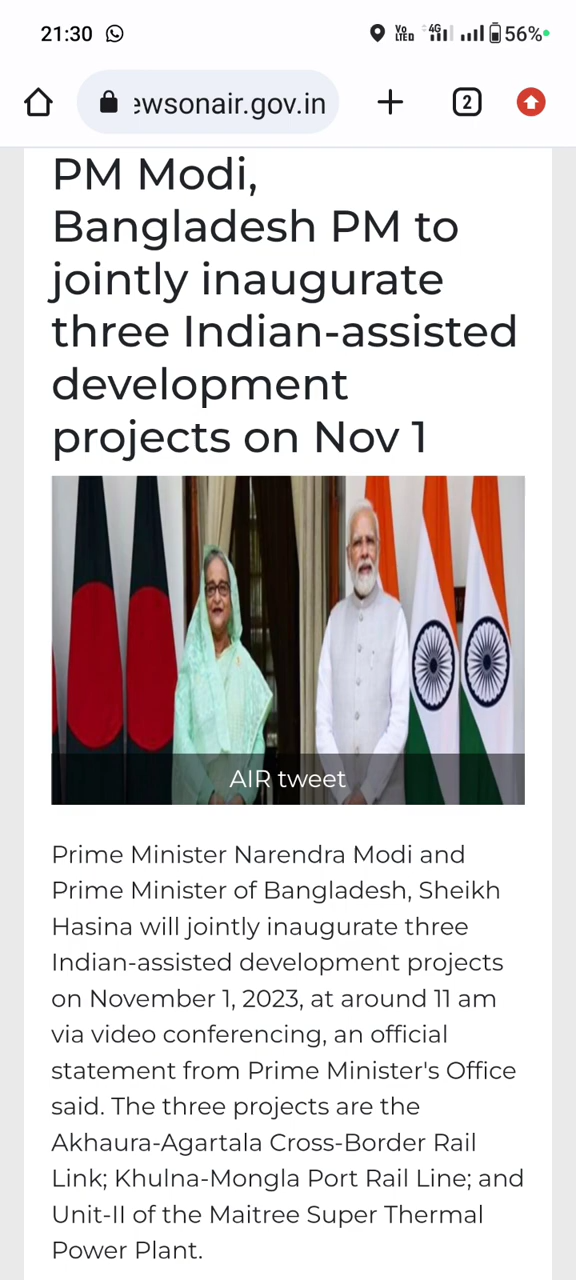 21:30
Vo
LTED
4G
56%
ewsonair.gov.in
2
PM Modi,
Bangladesh PM to
jointly inaugurate
three Indian-assisted
development
projects on Nov 1
AIR tweet
Prime Minister Narendra Modi and
Prime Minister of Bangladesh, Sheikh
Hasina will jointly inaugurate three
Indian-assisted development projects
on November 1, 2023, at around 11 am
via video conferencing, an official
statement from Prime Minister's Office
said. The three projects are the
Akhaura-Agartala Cross-Border Rail
Link; Khulna-Mongla Port Rail Line; and
Unit-II of the Maitree Super Thermal
Power Plant.